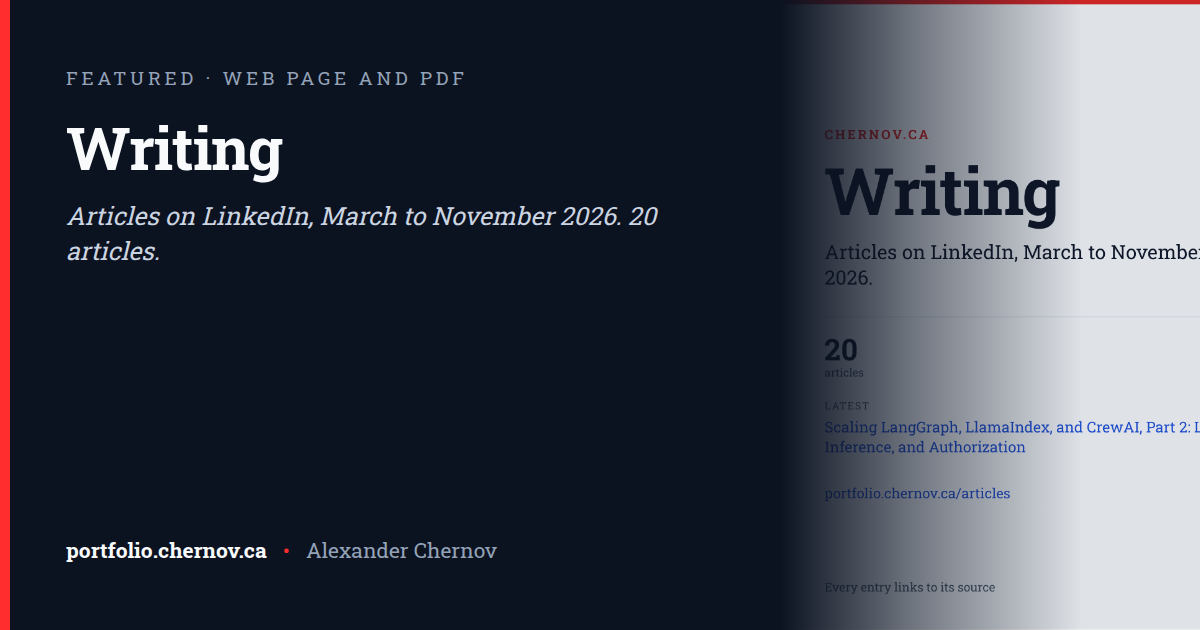 FEATURED · WEB PAGE AND PDF
Writing
Articles on LinkedIn, March to November 2026. 20
articles.
portfolio.chernov.ca • Alexander Chernov
CHERNOV.CA
Writing
Articles on LinkedIn, March to November
2026.
20
articles
LATEST
Scaling LangGraph, LlamaIndex, and CrewAI, Part 2:
Inference, and Authorization
portfolio.chernov.ca/articles
Every entry links to its source